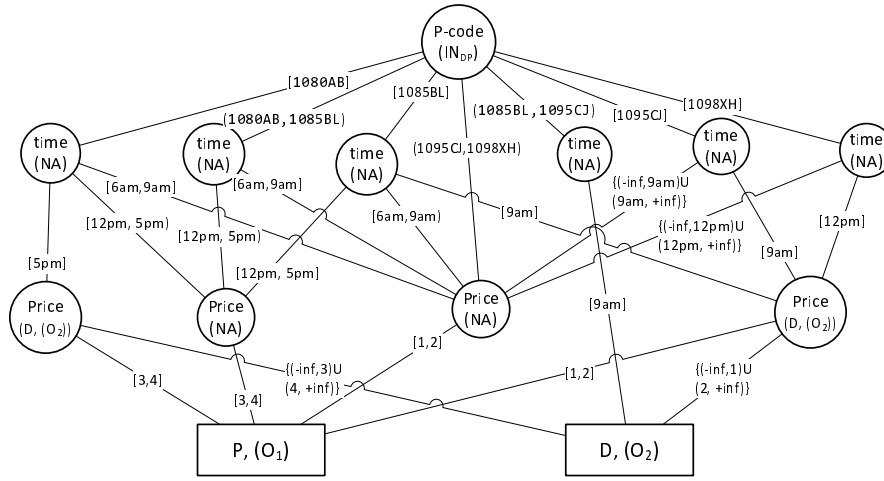 P-code
(INDP)
[1080AB]
(1080AB,1085BL)
[1085BL]
(1085BL,1095CJ)
[1095CJ]
[1098XH]
(1095CJ,1098XH)
time
(NA)
time
(NA)
time
(NA)
time
(NA)
time
(NA)
time
(NA)
[6am,9am]
[6am,9am]
[6am,9am)
[12pm, 5pm)
[12pm, 5pm)
[12pm, 5pm]
[9am]
{(-inf,9am)U
(9am, +inf)}
{(-inf,12pm)U
(12pm, +inf)}
[9am]
[12pm]
[5pm]
[9am]
Price
(D, (O2))
Price
(NA)
Price
(NA)
Price
(D, (O2))
[3,4]
[3,4]
{(-inf,3)U
(4, +inf)}
[1,2]
[1,2]
{(-inf,1)U
(2, +inf)}
P, (O1)
D, (O2)